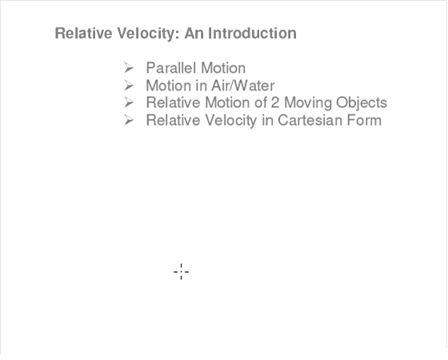 Relative Velocity: An Introduction
➢ Parallel Motion
➢ Motion in Air/Water
➢ Relative Motion of 2 Moving Objects
➢ Relative Velocity in Cartesian Form